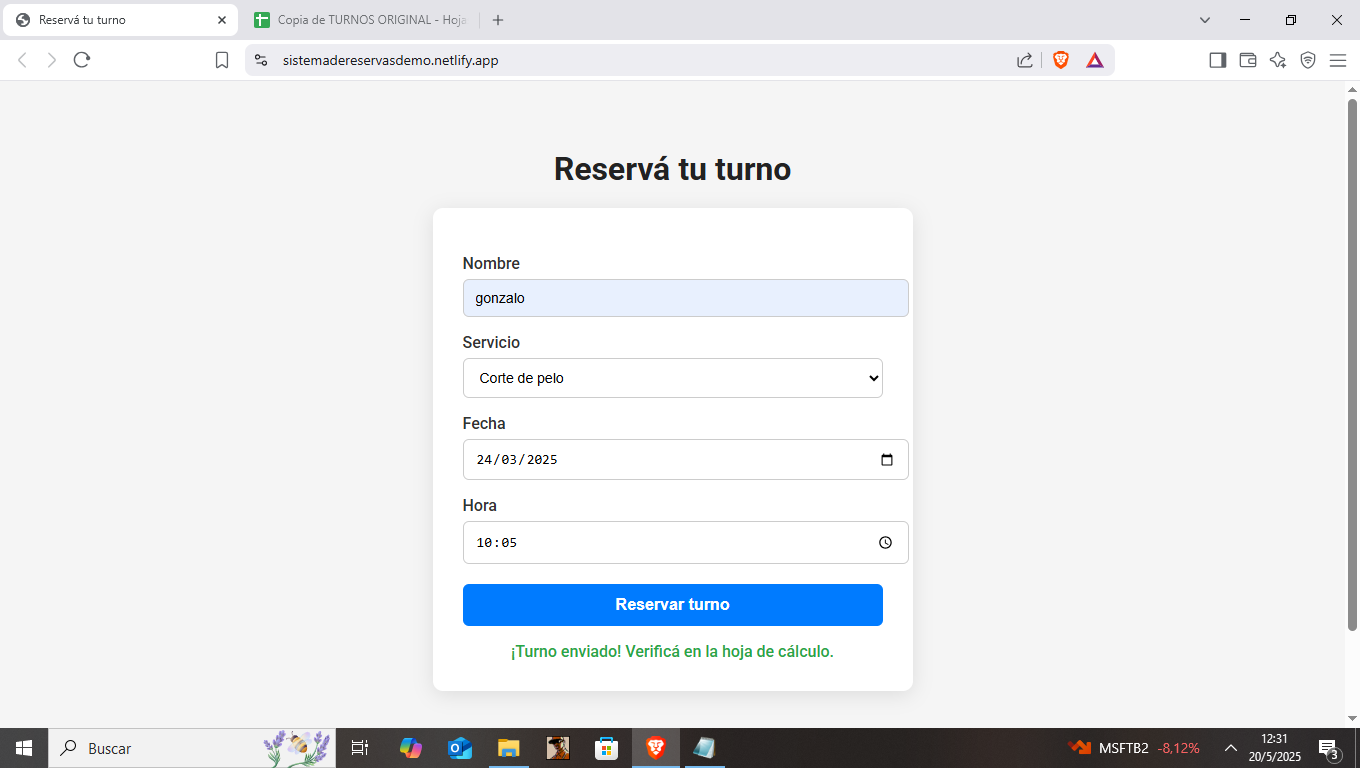 Reservá tu turno
Copia de TURNOS ORIGINAL - Hoja
sistemadereservasdemo.netlify.app
Reservá tu turno
Nombre
gonzalo
Servicio
Corte de pelo
Fecha
24/03/2025
Hora
10:05
Reservar turno
¡Turno enviado! Verificá en la hoja de cálculo.
Buscar
MSFTB2 -8,12%
12:31
20/5/2025
3